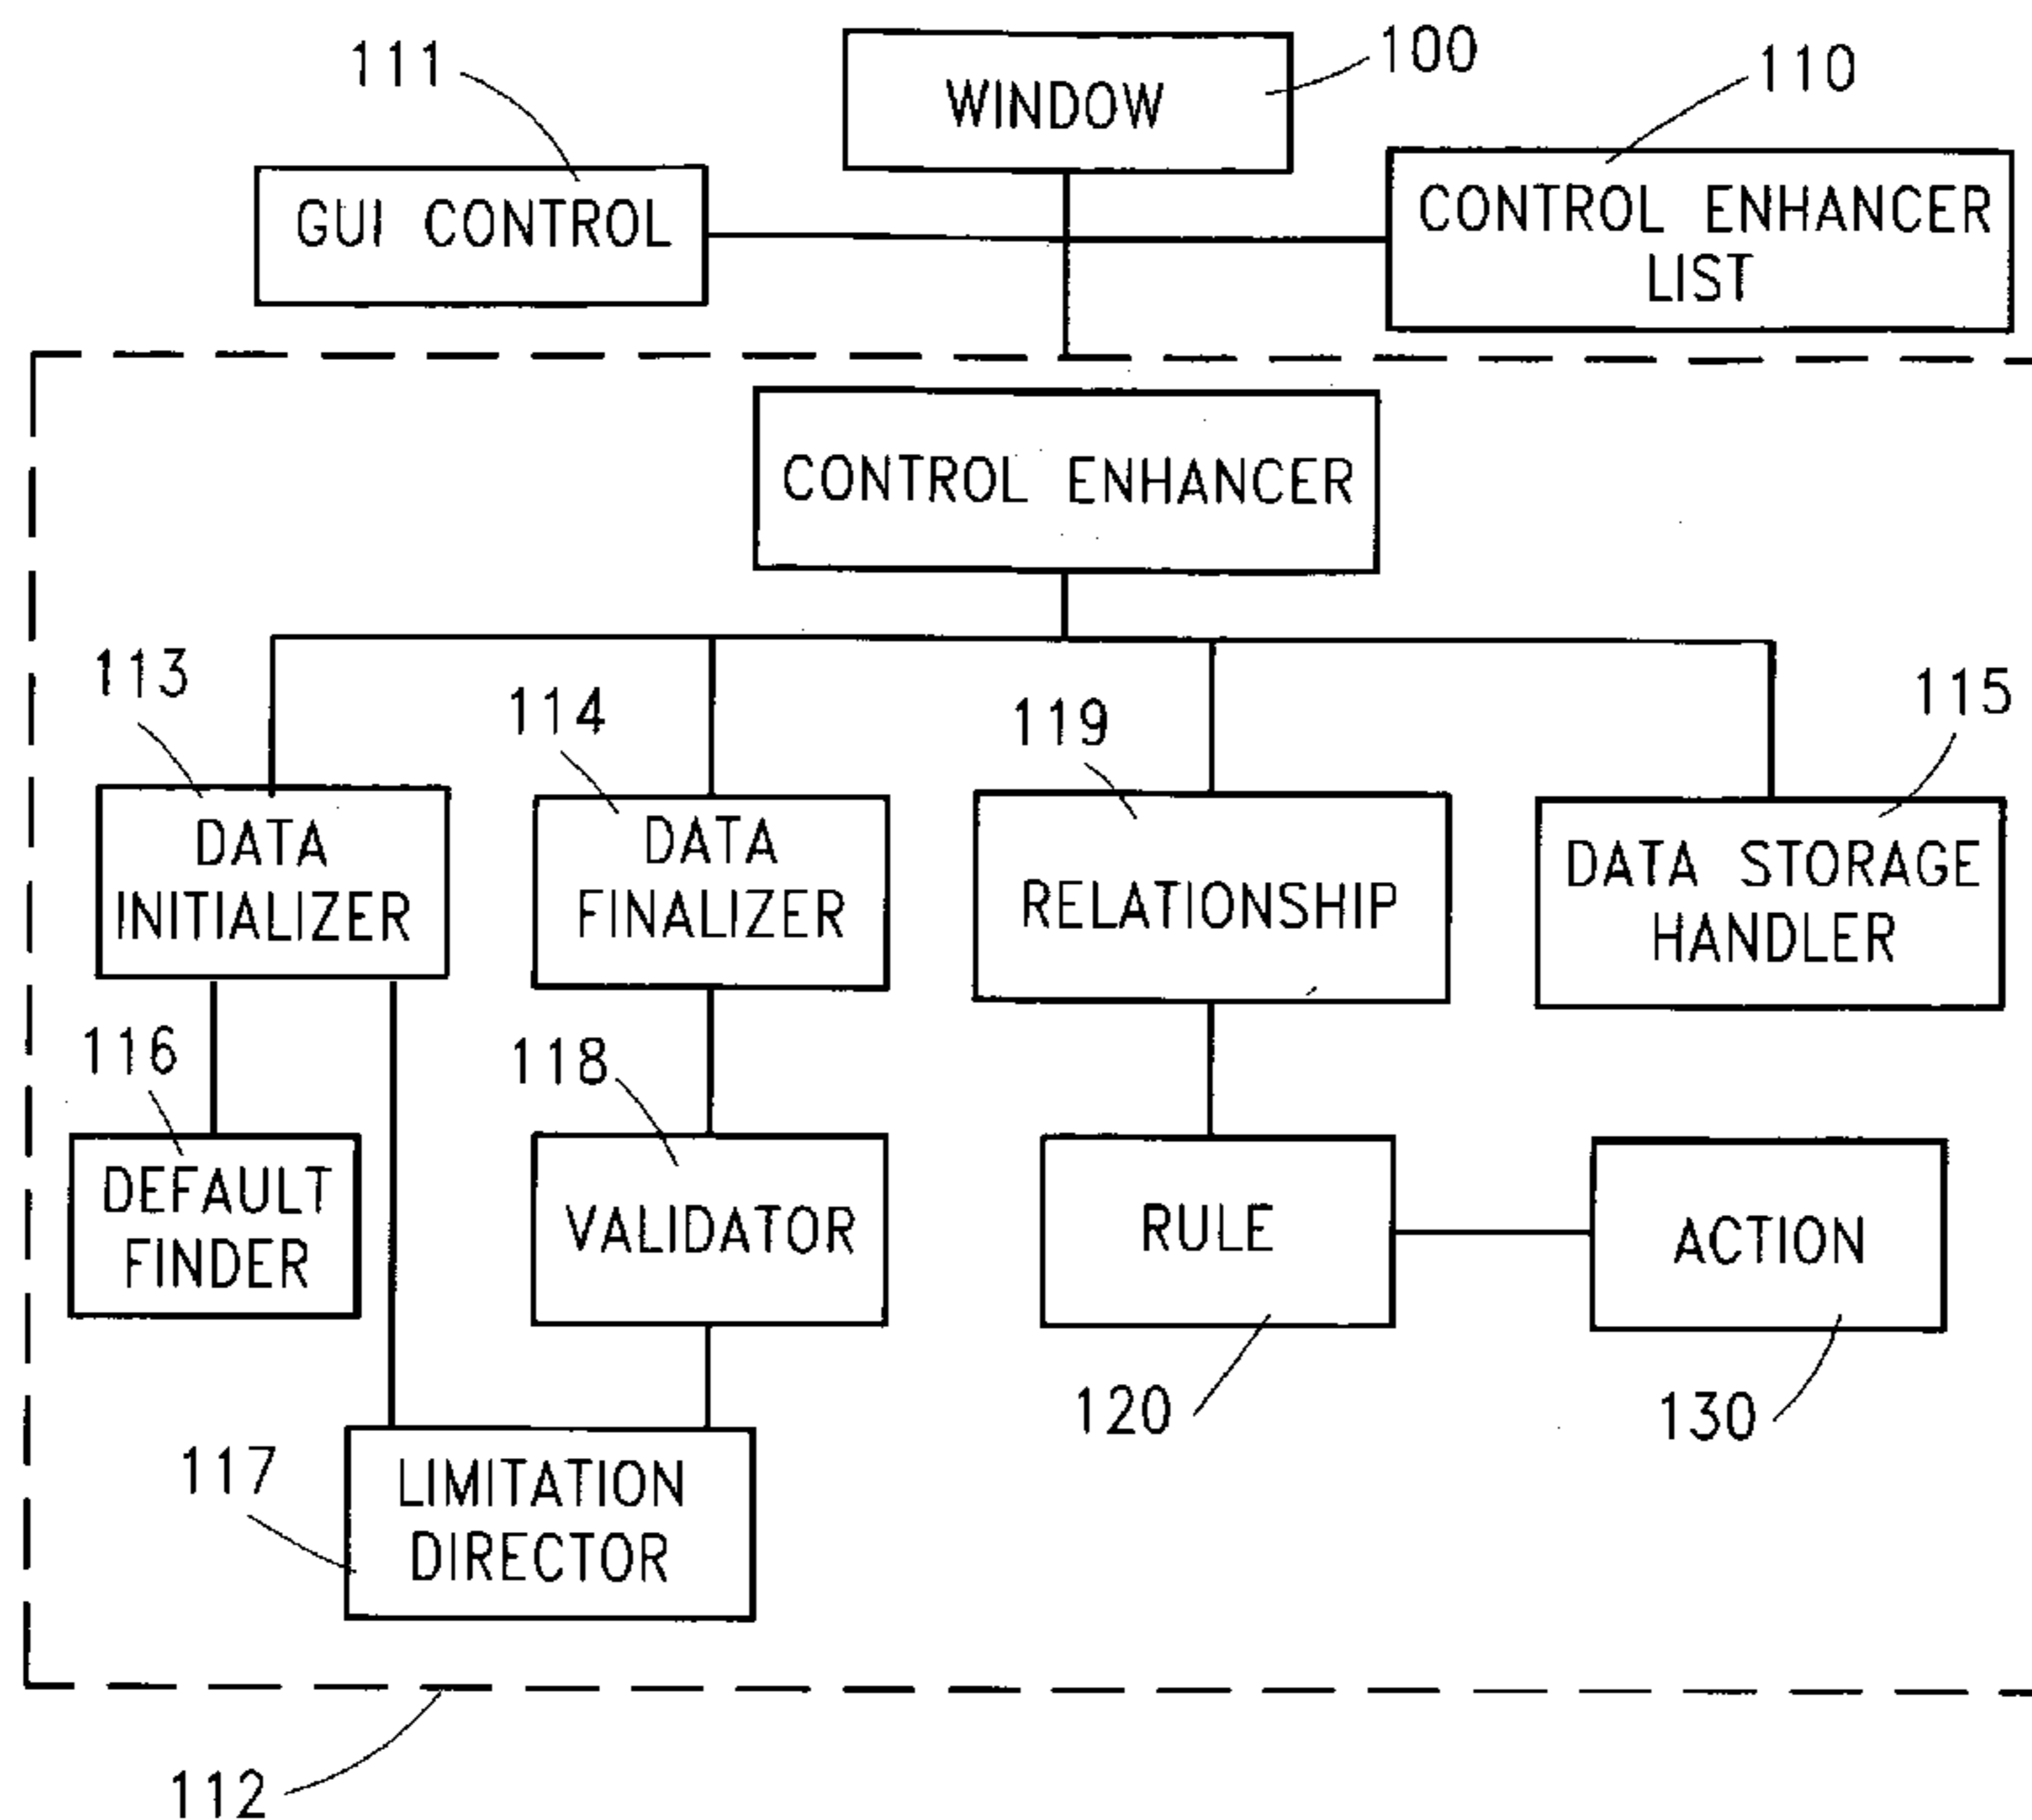 111
WINDOW
100
110
GUI CONTROL
CONTROL ENHANCER
LIST
CONTROL ENHANCER
113
114
119
115
DATA
INITIALIZER
DATA
FINALIZER
RELATIONSHIP
DATA STORAGE
HANDLER
116
118
DEFAULT
FINDER
VALIDATOR
RULE
ACTION
120
130
117
LIMITATION
DIRECTOR
112